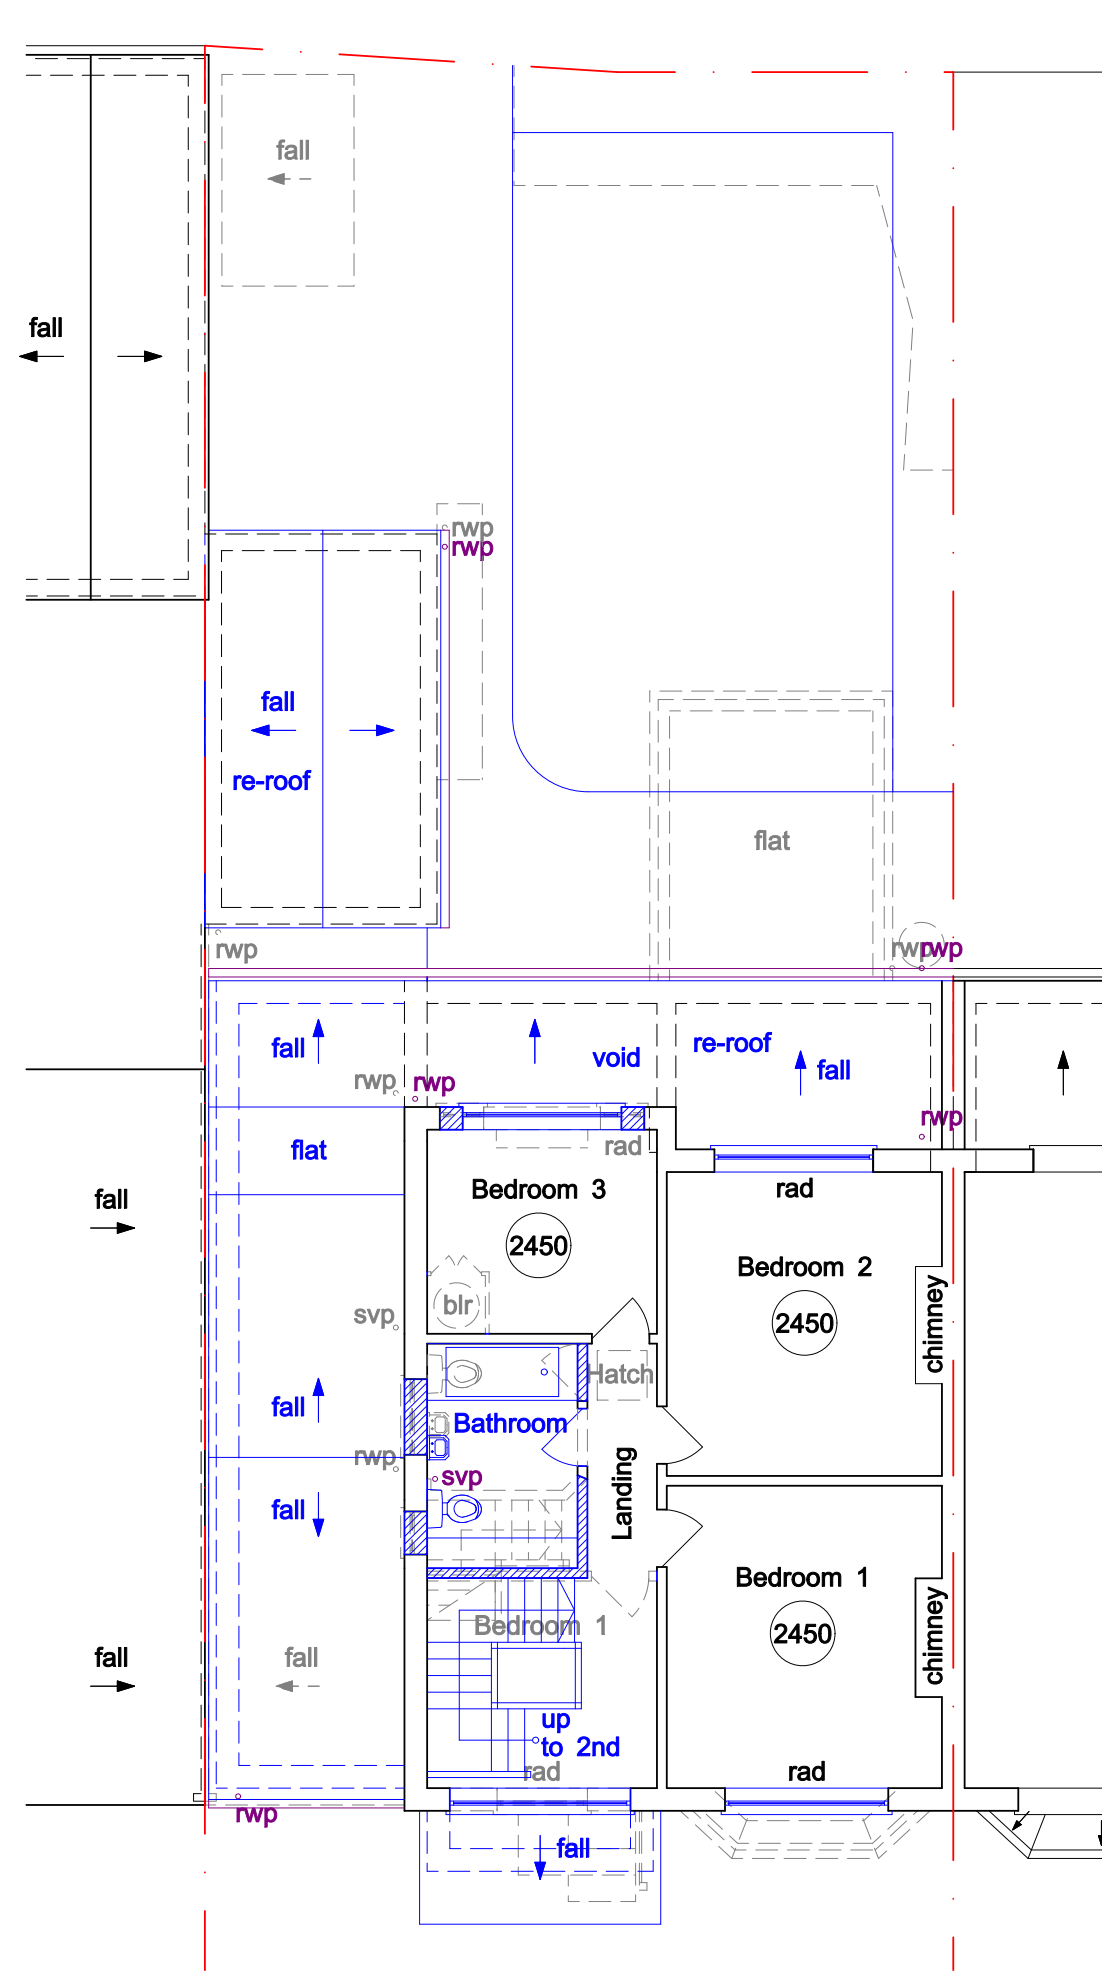 fall
fall
rwp
rwp
fall
re-roof
flat
rwp
rwp
rwp
fall
void
re-roof
fall
rwp
rwp
rwp
flat
rad
fall
Bedroom 3
rad
2450
Bedroom 2
blr
svp
2450
chimney
Hatch
fall
Bathroom
rwp
svp
Landing
fall
Bedroom 1
chimney
Bedroom 1
2450
fall
fall
up
to 2nd
rad
rad
rwp
fall